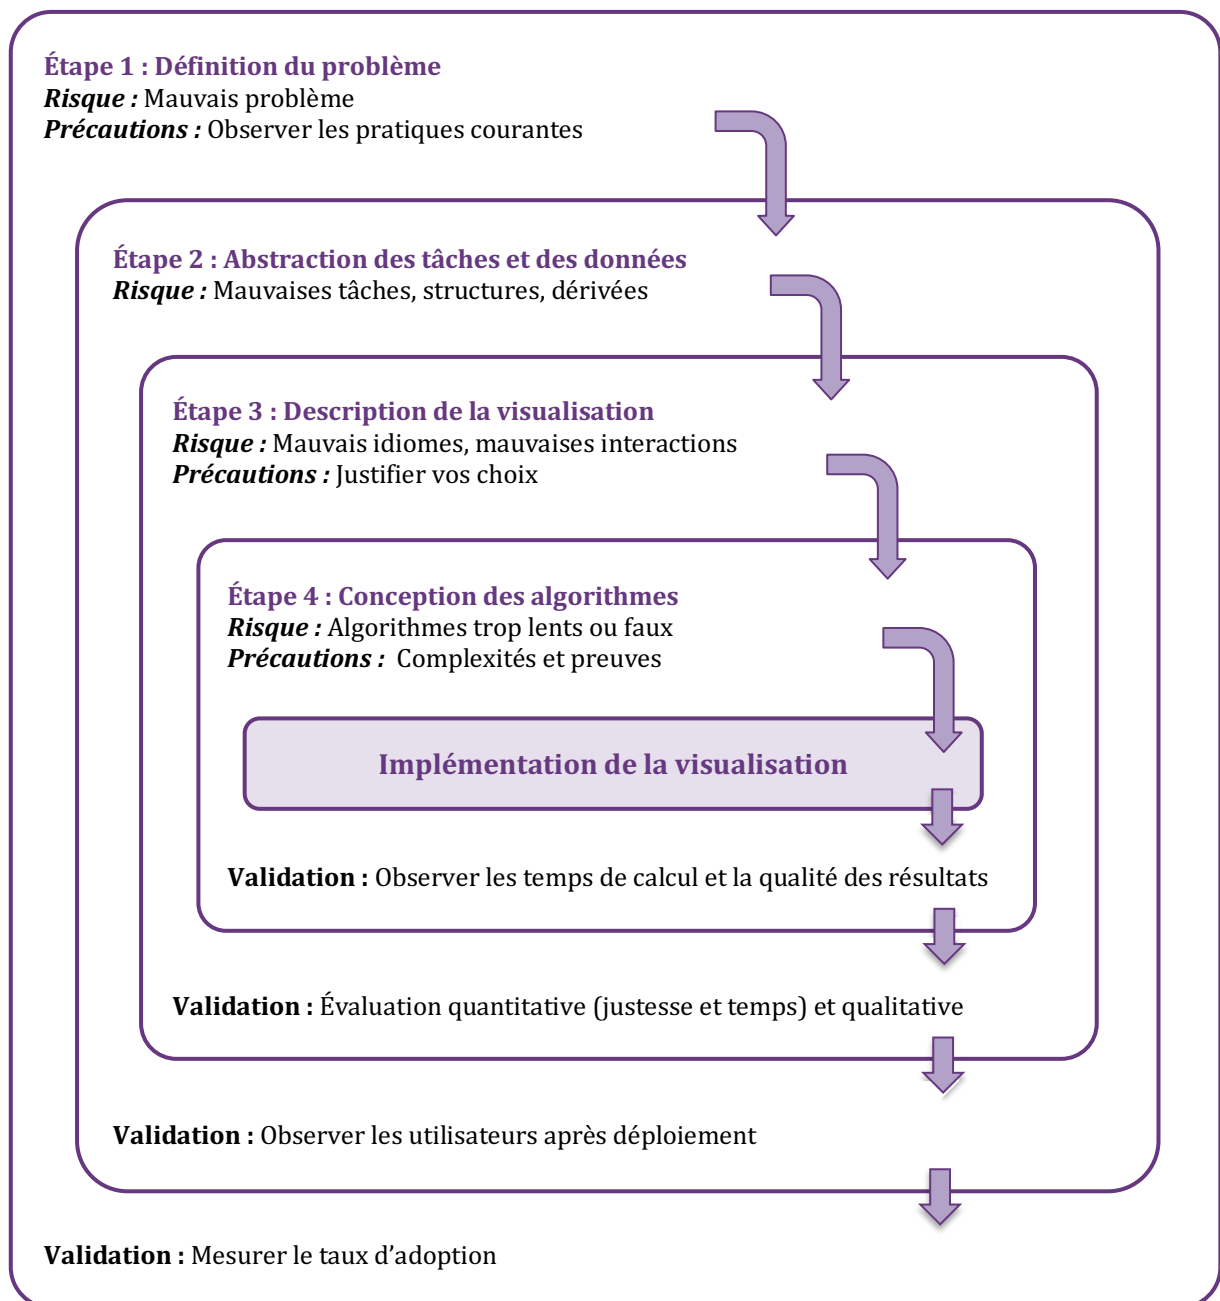 Étape 1 : Définition du problème
Risque : Mauvais problème
Précautions : Observer les pratiques courantes
Étape 2 : Abstraction des tâches et des données
Risque : Mauvaises tâches, structures, dérivées
Étape 3 : Description de la visualisation
Risque : Mauvais idiomes, mauvaises interactions
Précautions : Justifier vos choix
Étape 4 : Conception des algorithmes
Risque : Algorithmes trop lents ou faux
Précautions : Complexités et preuves
Implémentation de la visualisation
Validation : Observer les temps de calcul et la qualité des résultats
Validation : Évaluation quantitative (justesse et temps) et qualitative
Validation : Observer les utilisateurs après déploiement
Validation : Mesurer le taux d’adoption